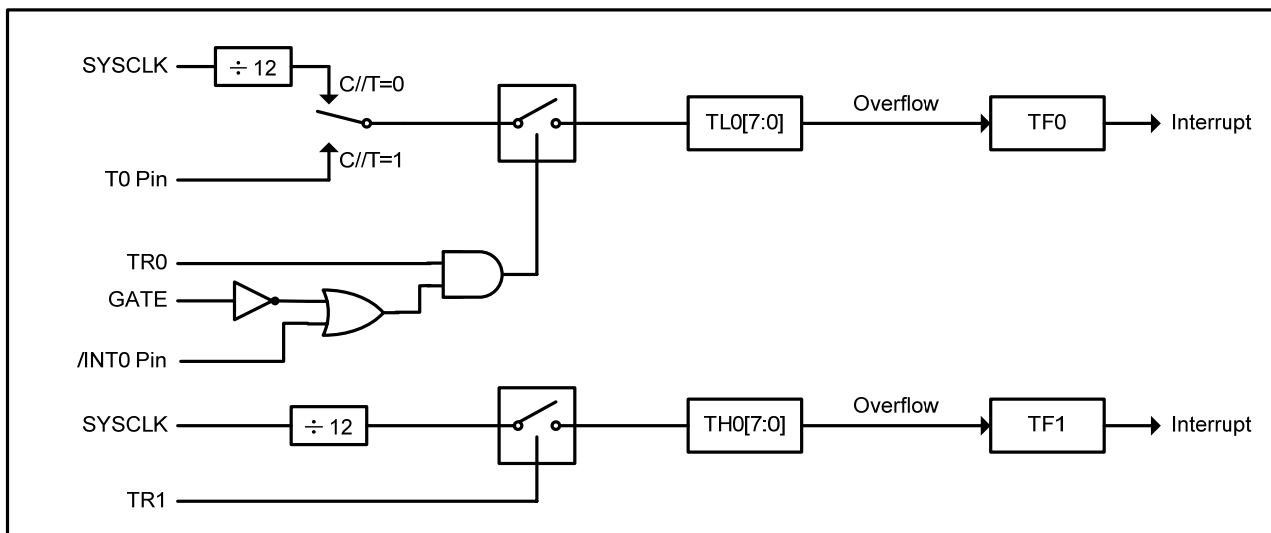 SYSCLK
÷ 12
C//T=0
C//T=1
T0 Pin
TL0[7:0]
Overflow
TF0
Interrupt
TR0
GATE
/INT0 Pin
SYSCLK
÷ 12
TH0[7:0]
Overflow
TF1
Interrupt
TR1